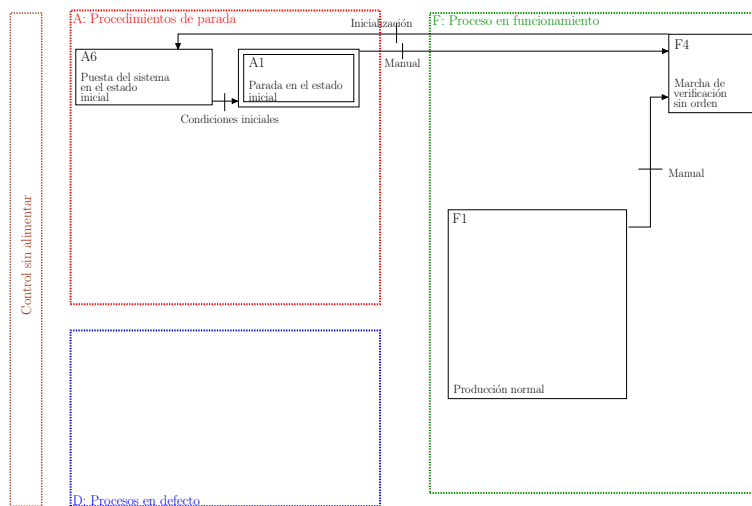 A: Procedimientos de parada
F: Proceso en funcionamiento
Inicialización
A6
Puesta del sistema
en el estado
inicial
A1
Parada en el estado
inicial
Manual
F4
Marcha de
verificación
sin orden
Condiciones iniciales
Manual
Control sin alimentar
F1
Producción normal
D: Procesos en defecto